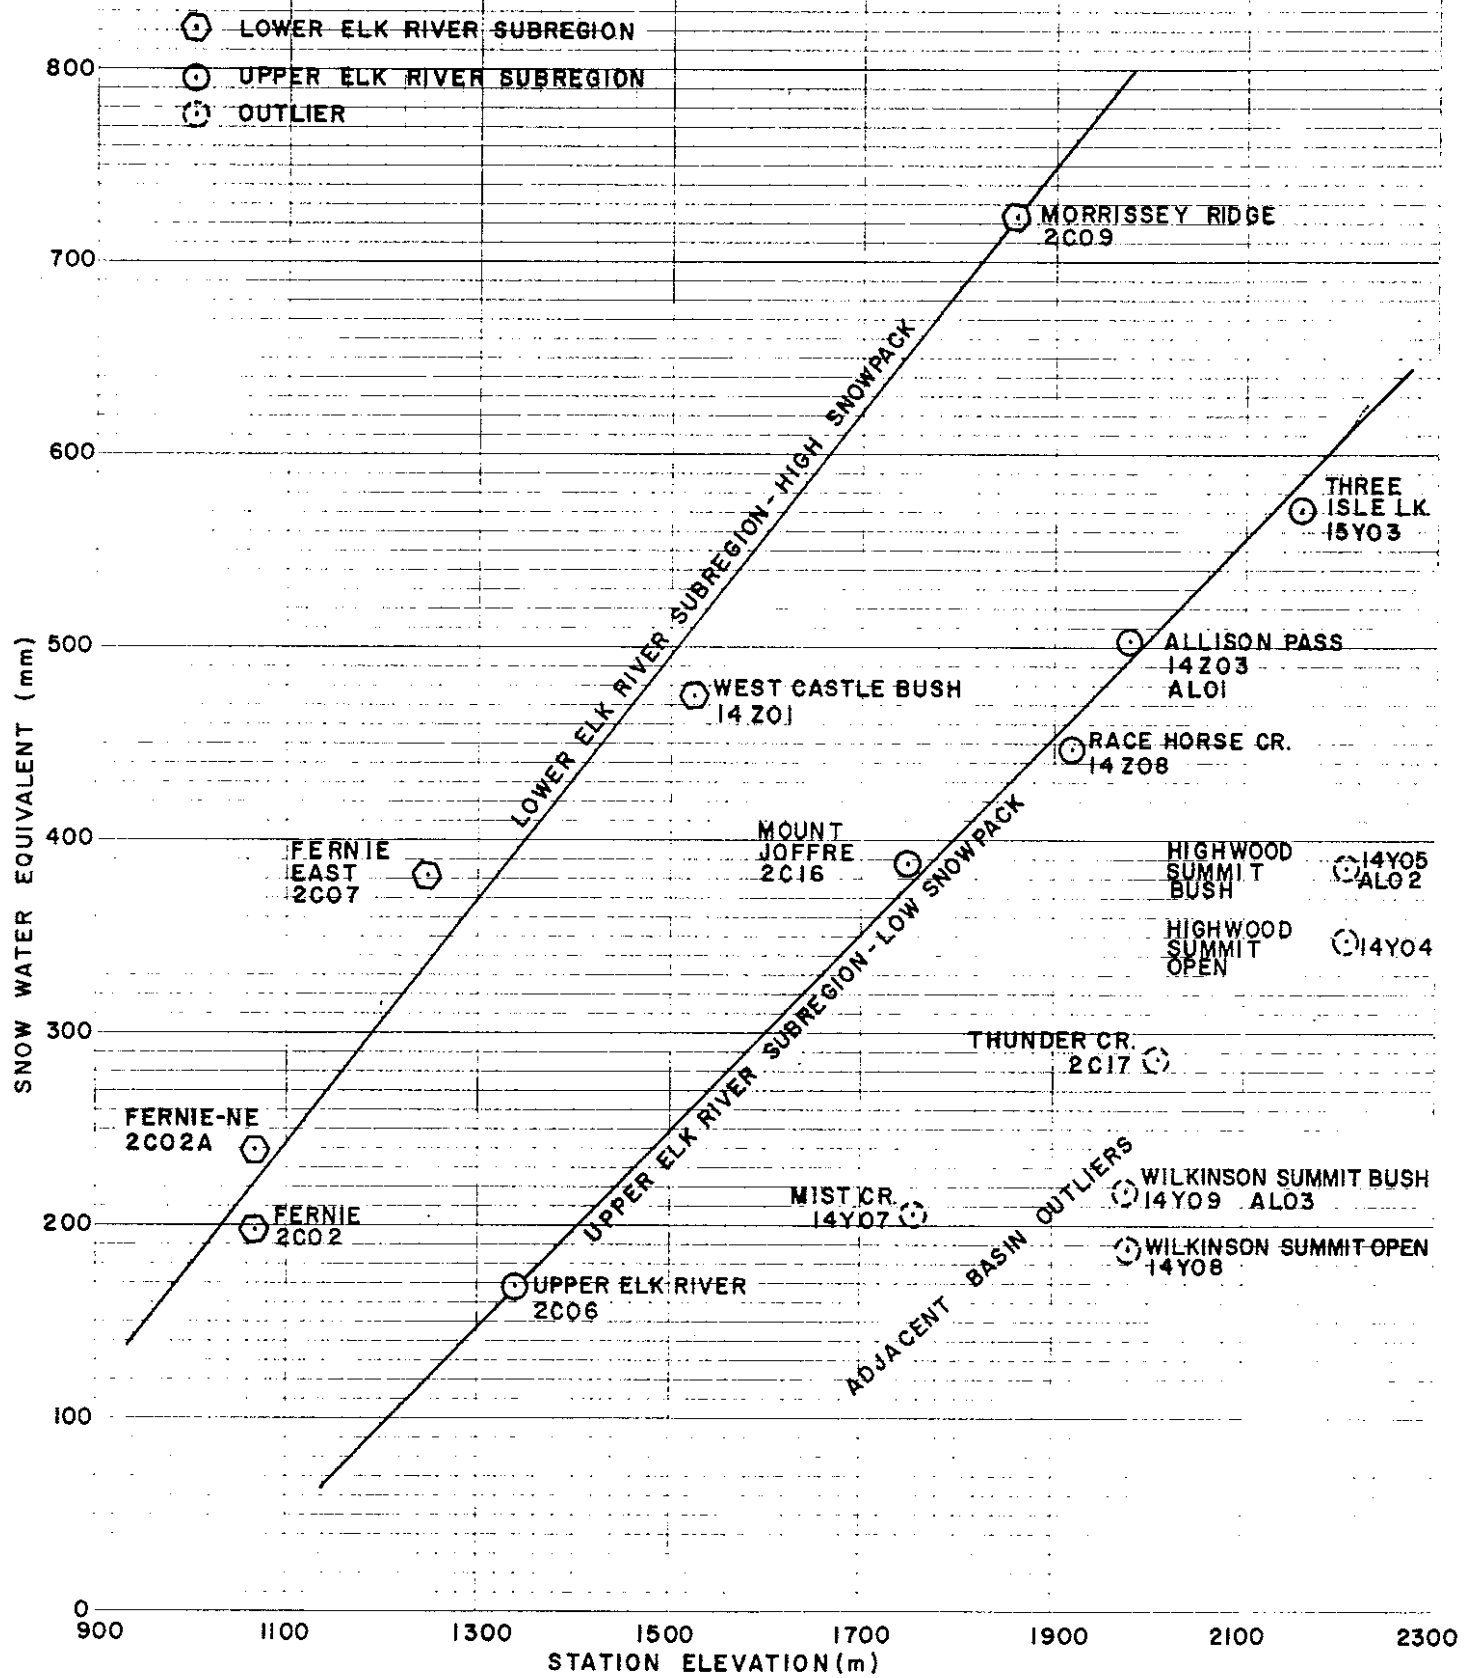 LOWER ELK RIVER SUBREGION
UPPER ELK RIVER SUBREGION
OUTLIER
800
700
600
500
400
300
200
100
0
SNOW WATER EQUIVALENT (mm)
MORRISSEY RIDGE
2C09
LOWER ELK RIVER SUBREGION-HIGH SNOWPACK
THREE
ISLE LK.
15Y03
ALLISON PASS
14Z03
AL01
WEST CASTLE BUSH
14Z01
RACE HORSE CR.
14Z08
MOUNT
JOFFRE
2C16
FERNIE
EAST
2C07
HIGHWOOD
SUMMIT
BUSH
14Y05
AL02
HIGHWOOD
SUMMIT
OPEN
14Y04
UPPER ELK RIVER SUBREGION-LOW SNOWPACK
THUNDER CR.
2C17
FERNIE-NE
2C02A
FERNIE
2C02
MIST CR.
14Y07
WILKINSON SUMMIT BUSH
14Y09 AL03
WILKINSON SUMMIT OPEN
14Y08
UPPER ELK RIVER
2C06
ADJACENT BASIN OUTLIERS
900 1100 1300 1500 1700 1900 2100 2300
STATION ELEVATION (m)